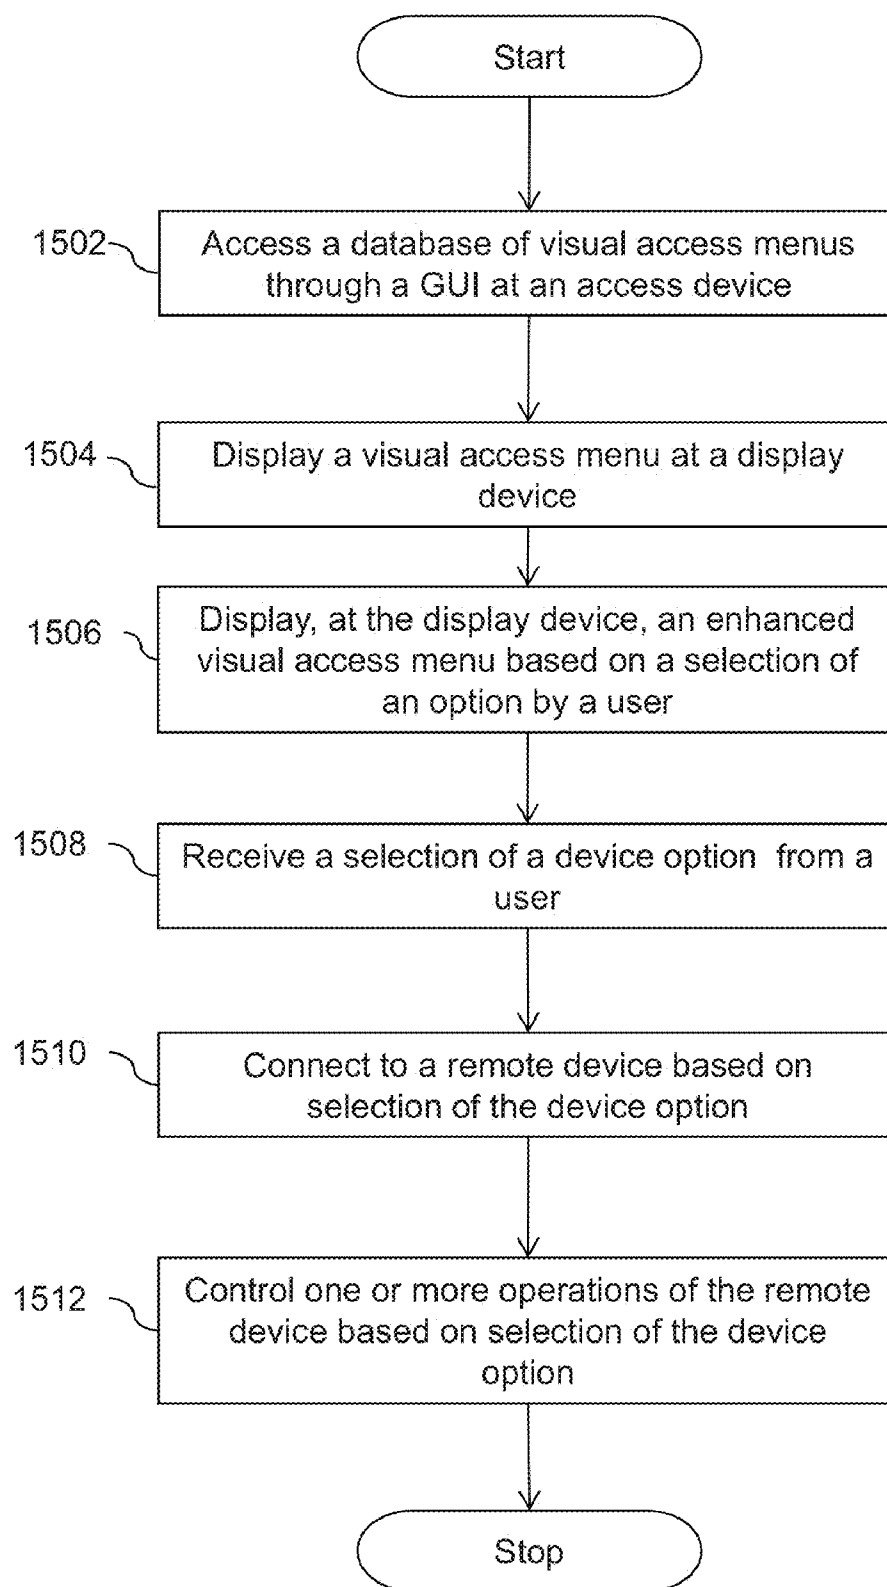 Start
1502
Access a database of visual access menus
through a GUI at an access device
1504
Display a visual access menu at a display
device
1506
Display, at the display device, an enhanced
visual access menu based on a selection of
an option by a user
1508
Receive a selection of a device option from a
user
1510
Connect to a remote device based on
selection of the device option
1512
Control one or more operations of the remote
device based on selection of the device
option
Stop